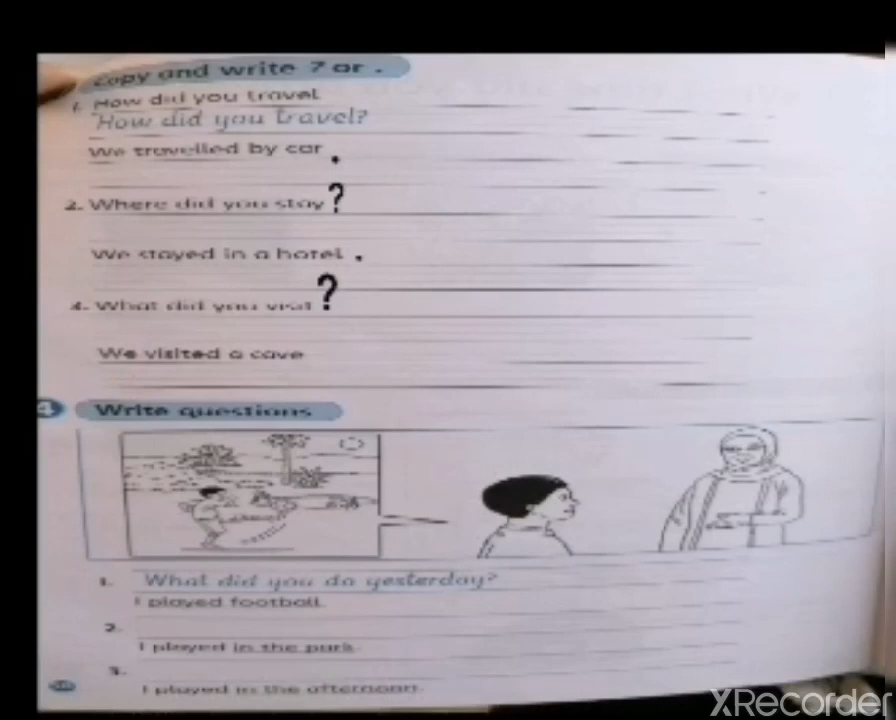 Copy and write ? or .
1. How did you travel
How did you travel?
We travelled by car .
2. Where did you stay ?
We stayed in a hotel .
3. What did you visit ?
We visited a cave
4 Write questions
1. What did you do yesterday?
I played football.
2.
I played in the park.
3.
I played in the afternoon.
XRecorder